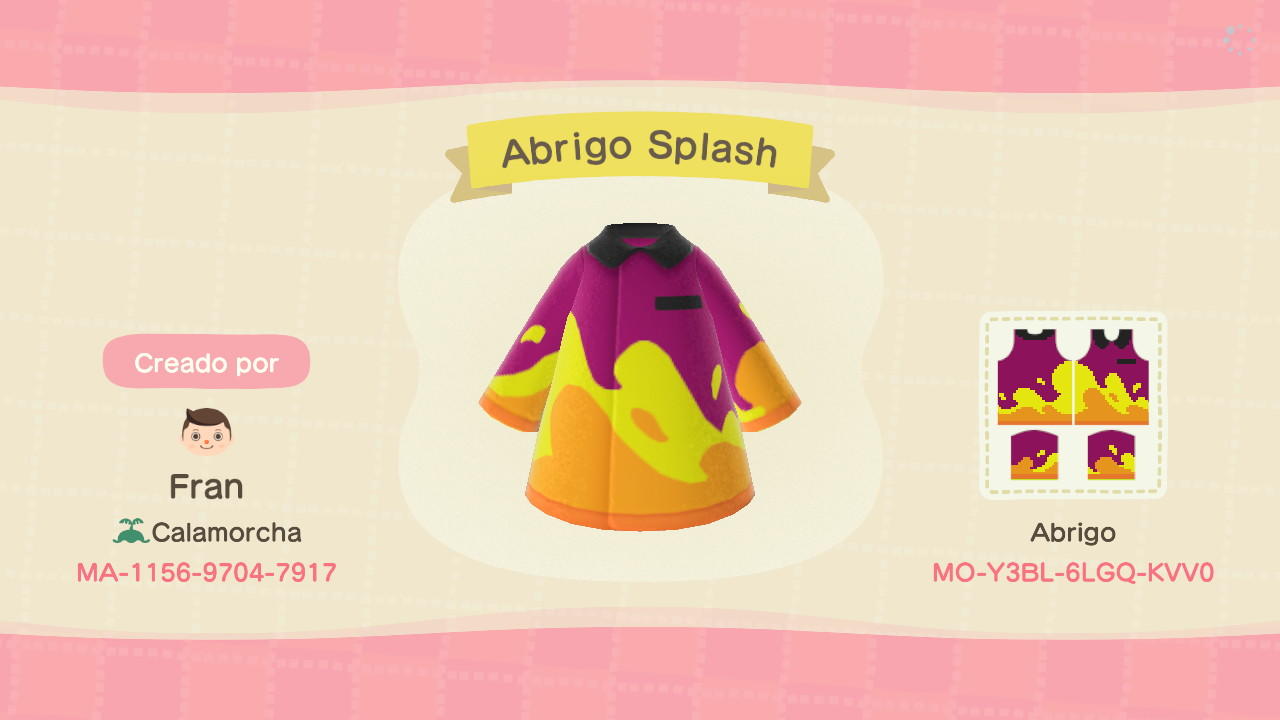 Abrigo Splash
Creado por
Fran
Calamorcha
MA-1156-9704-7917
Abrigo
MO-Y3BL-6LGQ-KVV0